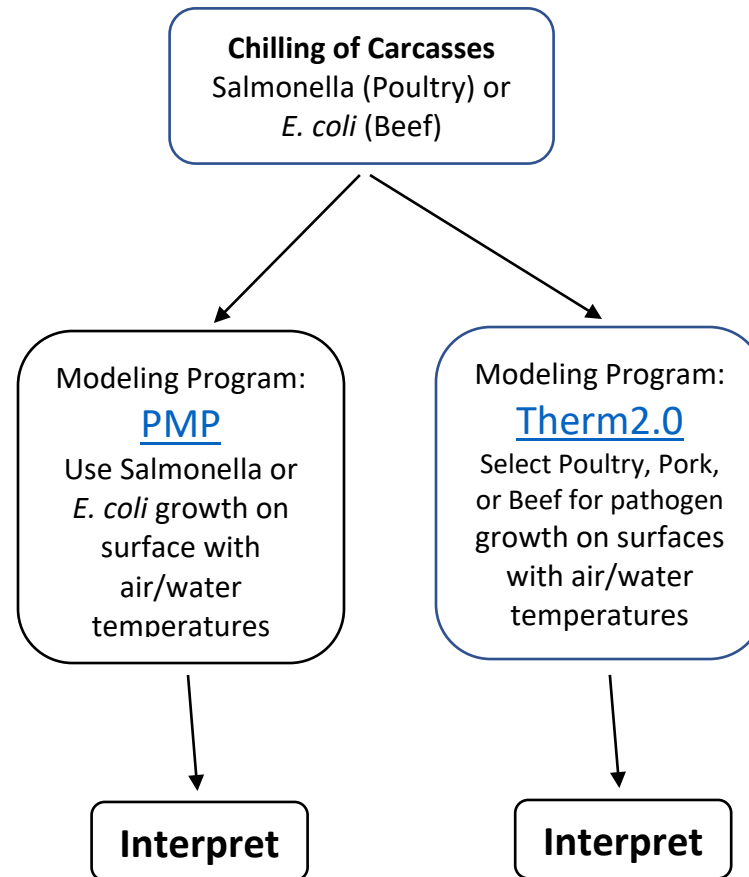 Chilling of Carcasses
Salmonella (Poultry) or
E. coli (Beef)
Modeling Program:
PMP
Use Salmonella or
E. coli growth on
surface with
air/water
temperatures
Modeling Program:
Therm2.0
Select Poultry, Pork,
or Beef for pathogen
growth on surfaces
with air/water
temperatures
Interpret
Interpret